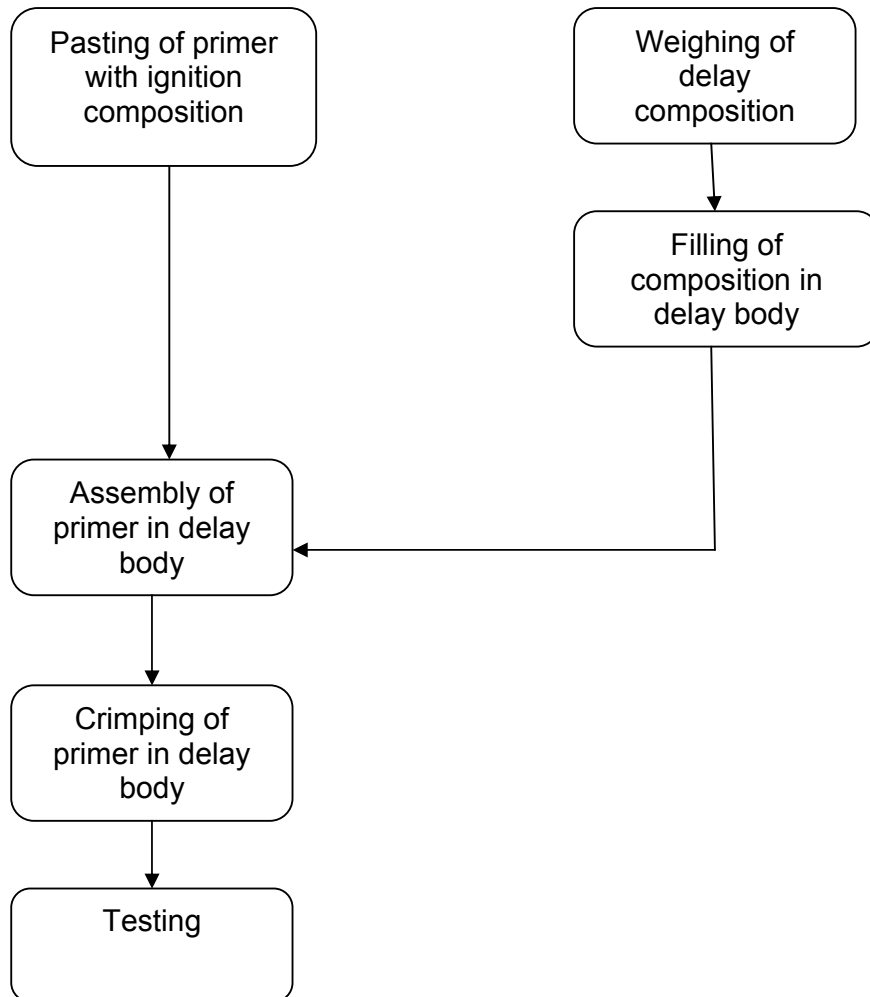 Pasting of primer
with ignition
composition
Weighing of
delay
composition
Filling of
composition in
delay body
Assembly of
primer in delay
body
Crimping of
primer in delay
body
Testing